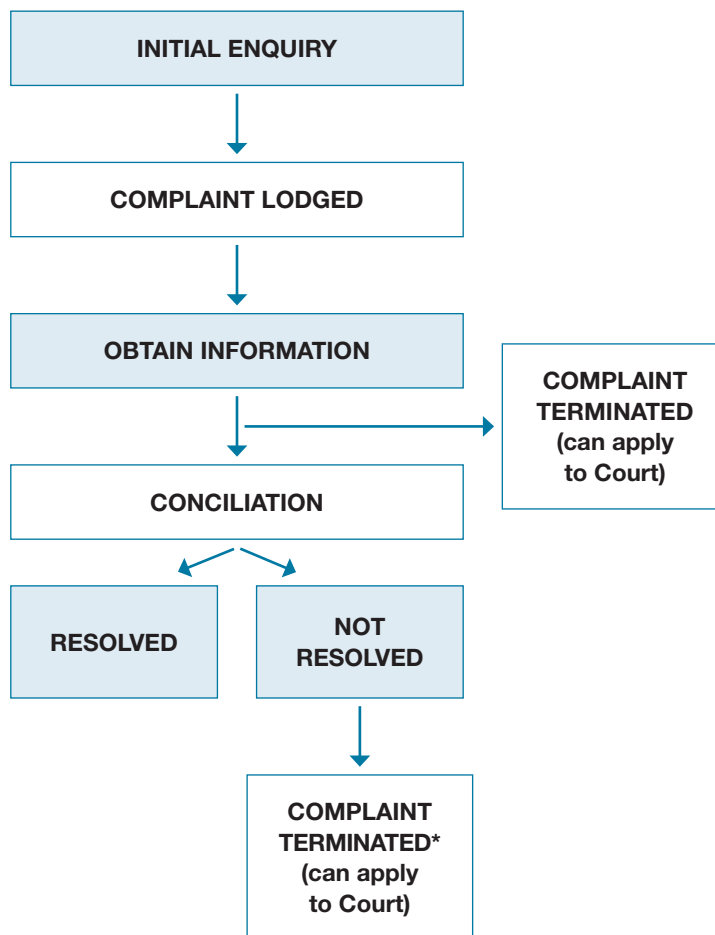 INITIAL ENQUIRY
COMPLAINT LODGED
OBTAIN INFORMATION
COMPLAINT
TERMINATED
(can apply
to Court)
CONCILIATION
RESOLVED
NOT
RESOLVED
COMPLAINT
TERMINATED*
(can apply
to Court)